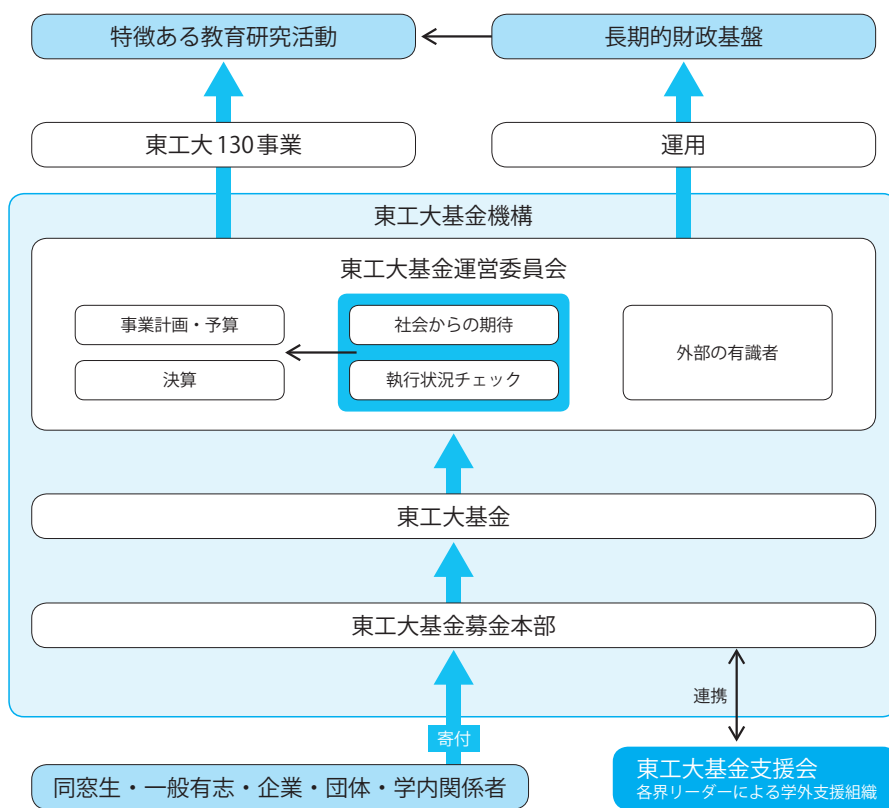 特徴ある教育研究活動
長期的財政基盤
東工大130事業
運用
東工大基金機構
東工大基金運営委員会
事業計画・予算
社会からの期待
外部の有識者
決算
執行状況チェック
東工大基金
東工大基金募金本部
連携
寄付
同窓生・一般有志・企業・団体・学内関係者
東工大基金支援会
各界リーダーによる学外支援組織